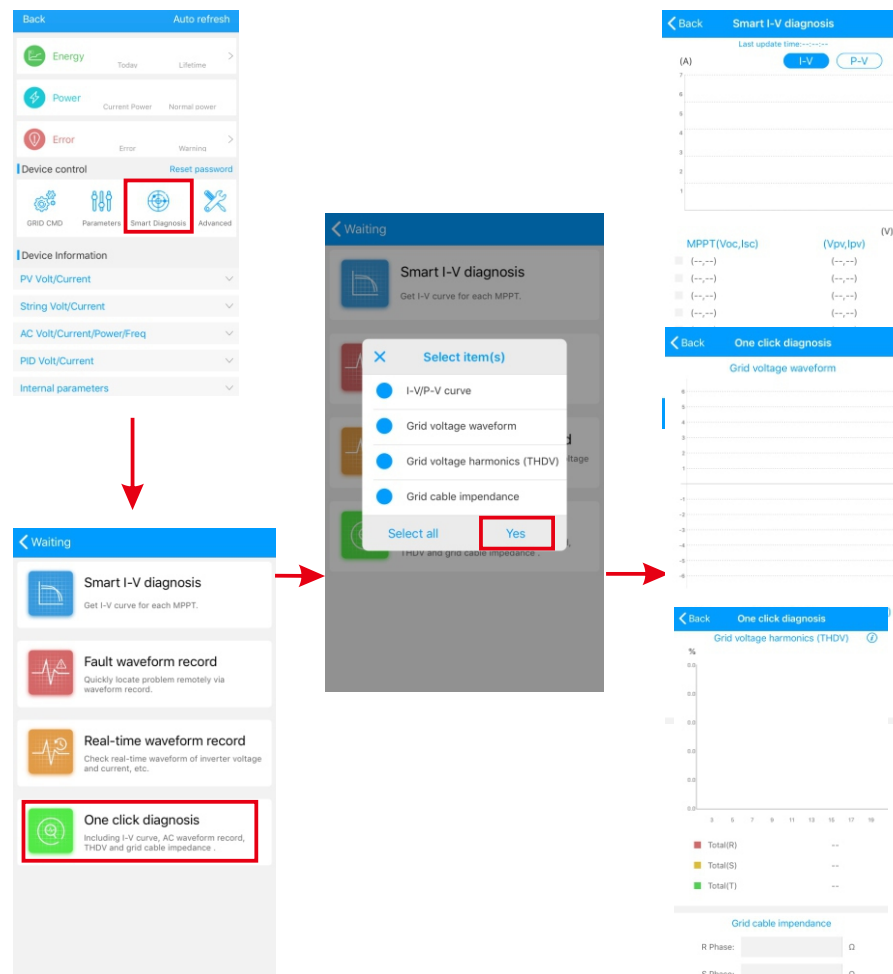 Back Auto refresh
Energy
Today Lifetime
Power
Current Power Normal power
Error
Error Warning
Device control Reset password
GRID CMD Parameters Smart Diagnosis Advanced
Device Information
PV Volt/Current
String Volt/Current
AC Volt/Current/Power/Freq
PID Volt/Current
Internal parameters
Waiting
Smart I-V diagnosis
Get I-V curve for each MPPT.
Fault waveform record
Quickly locate problem remotely via
waveform record.
Real-time waveform record
Check real-time waveform of inverter voltage
and current, etc.
One click diagnosis
Including I-V curve, AC waveform record,
THDV and grid cable impedance .
Waiting
Smart I-V diagnosis
Get I-V curve for each MPPT.
Select item(s)
I-V/P-V curve
Grid voltage waveform
d
Grid voltage harmonics (THDV)
ltage
Grid cable impendance
Select all Yes
THDV and grid cable impedance .
Back Smart I-V diagnosis
Last update time:--:--:--
(A) I-V P-V
7
6
5
4
3
2
1
(V)
MPPT(Voc,Isc) (Vpv,Ipv)
(--,--) (--,--)
(--,--) (--,--)
(--,--) (--,--)
(--,--) (--,--)
Back One click diagnosis
Grid voltage waveform
6
5
4
3
2
1
-1
-2
-3
-4
-5
-6
Back One click diagnosis
Grid voltage harmonics (THDV)
%
0.0
0.0
0.0
0.0
0.0
0.0
3 5 7 9 11 13 15 17 19
Total(R) --
Total(S) --
Total(T) --
Grid cable impendance
R Phase: Ω
S Phase: Ω